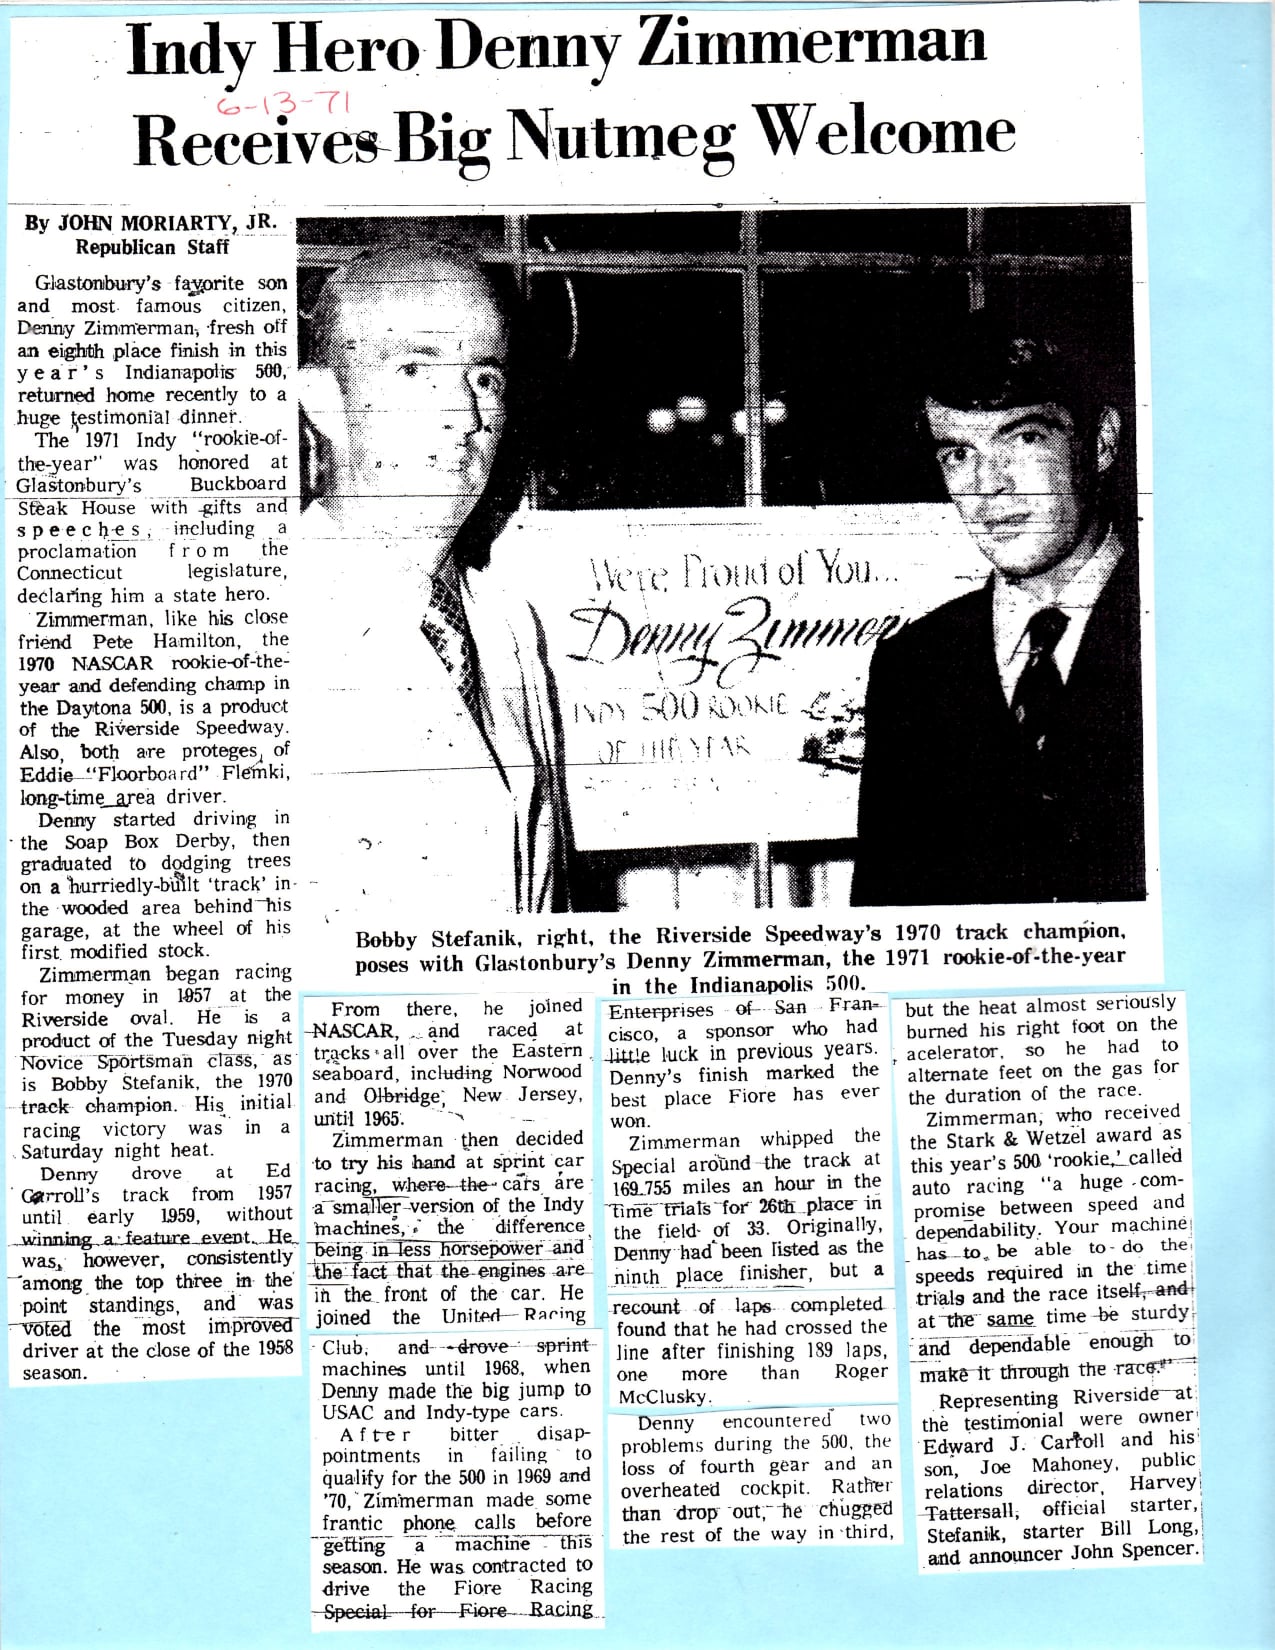 Indy Hero Denny Zimmerman
6-13-71
Receives Big Nutmeg Welcome
By JOHN MORIARTY, JR.
Republican Staff
Glastonbury's favorite son
and most famous citizen,
Denny Zimmerman, fresh off
an eighth place finish in this
year's Indianapolis 500,
returned home recently to a
huge testimonial dinner.
The 1971 Indy "rookie-of-
the-year" was honored at
Glastonbury's Buckboard
Steak House with gifts and
speeches, including a
proclamation from the
Connecticut legislature,
declaring him a state hero.
Zimmerman, like his close
friend Pete Hamilton, the
1970 NASCAR rookie-of-the-
year and defending champ in
the Daytona 500, is a product
of the Riverside Speedway.
Also, both are proteges of
Eddie "Floorboard" Flemki,
long-time area driver.
Denny started driving in
the Soap Box Derby, then
graduated to dodging trees
on a hurriedly-built 'track' in
the wooded area behind his
garage, at the wheel of his
first modified stock.
Zimmerman began racing
for money in 1957 at the
Riverside oval. He is a
product of the Tuesday night
Novice Sportsman class, as
is Bobby Stefanik, the 1970
track champion. His initial
racing victory was in a
Saturday night heat.
Denny drove at Ed
Carroll's track from 1957
until early 1959, without
winning a feature event. He
was, however, consistently
among the top three in the
point standings, and was
voted the most improved
driver at the close of the 1958
season.
We're Proud of You...
Denny Zimmer
INDY 500 ROOKIE
OF THE YEAR
Bobby Stefanik, right, the Riverside Speedway's 1970 track champion,
poses with Glastonbury's Denny Zimmerman, the 1971 rookie-of-the-year
in the Indianapolis 500.
From there, he joined
NASCAR, and raced at
tracks all over the Eastern
seaboard, including Norwood
and Olbridge, New Jersey,
until 1965.
Zimmerman then decided
to try his hand at sprint car
racing, where the cars are
a smaller version of the Indy
machines, the difference
being in less horsepower and
the fact that the engines are
in the front of the car. He
joined the United Racing
Club, and drove sprint
machines until 1968, when
Denny made the big jump to
USAC and Indy-type cars.
After bitter disap-
pointments in failing to
qualify for the 500 in 1969 and
'70, Zimmerman made some
frantic phone calls before
getting a machine this
season. He was contracted to
drive the Fiore Racing
Special for Fiore Racing
Enterprises of San Fran-
cisco, a sponsor who had
little luck in previous years.
Denny's finish marked the
best place Fiore has ever
won.
Zimmerman whipped the
Special around the track at
169.755 miles an hour in the
time trials for 26th place in
the field of 33. Originally,
Denny had been listed as the
ninth place finisher, but a
recount of laps completed
found that he had crossed the
line after finishing 189 laps,
one more than Roger
McClusky.
Denny encountered two
problems during the 500, the
loss of fourth gear and an
overheated cockpit. Rather
than drop out, he chugged
the rest of the way in third,
but the heat almost seriously
burned his right foot on the
acelerator, so he had to
alternate feet on the gas for
the duration of the race.
Zimmerman, who received
the Stark & Wetzel award as
this year's 500 'rookie,' called
auto racing "a huge com-
promise between speed and
dependability. Your machine
has to be able to do the
speeds required in the time
trials and the race itself, and
at the same time be sturdy
and dependable enough to
make it through the race."
Representing Riverside at
the testimonial were owner
Edward J. Carroll and his
son, Joe Mahoney, public
relations director, Harvey
Tattersall, official starter,
Stefanik, starter Bill Long,
and announcer John Spencer.